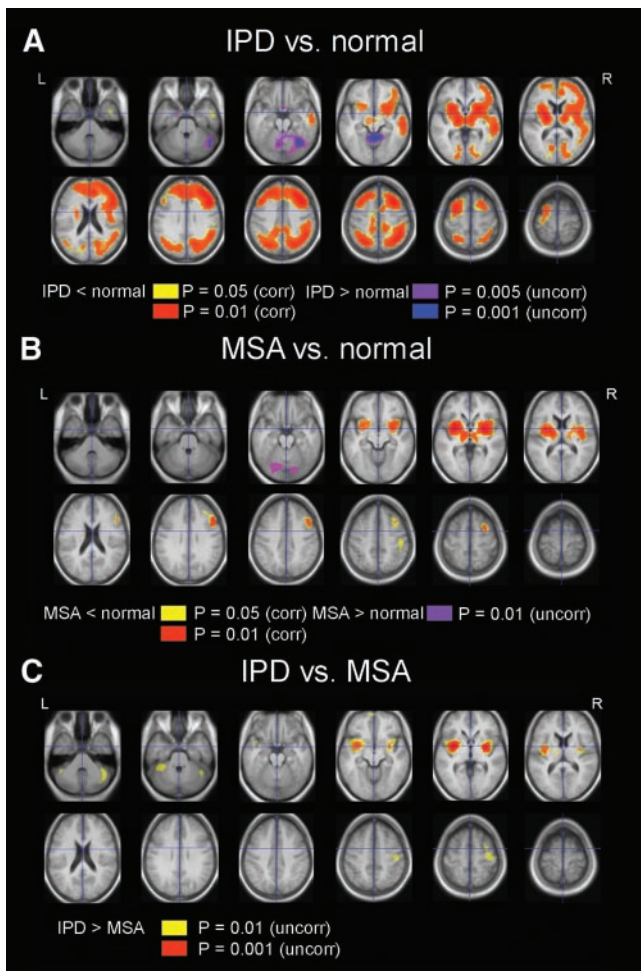 A IPD vs. normal
L R
IPD < normal P = 0.05 (corr) IPD > normal P = 0.005 (uncorr)
P = 0.01 (corr) P = 0.001 (uncorr)
B MSA vs. normal
L R
MSA < normal P = 0.05 (corr) MSA > normal P = 0.01 (uncorr)
P = 0.01 (corr)
C IPD vs. MSA
L R
IPD > MSA P = 0.01 (uncorr)
P = 0.001 (uncorr)